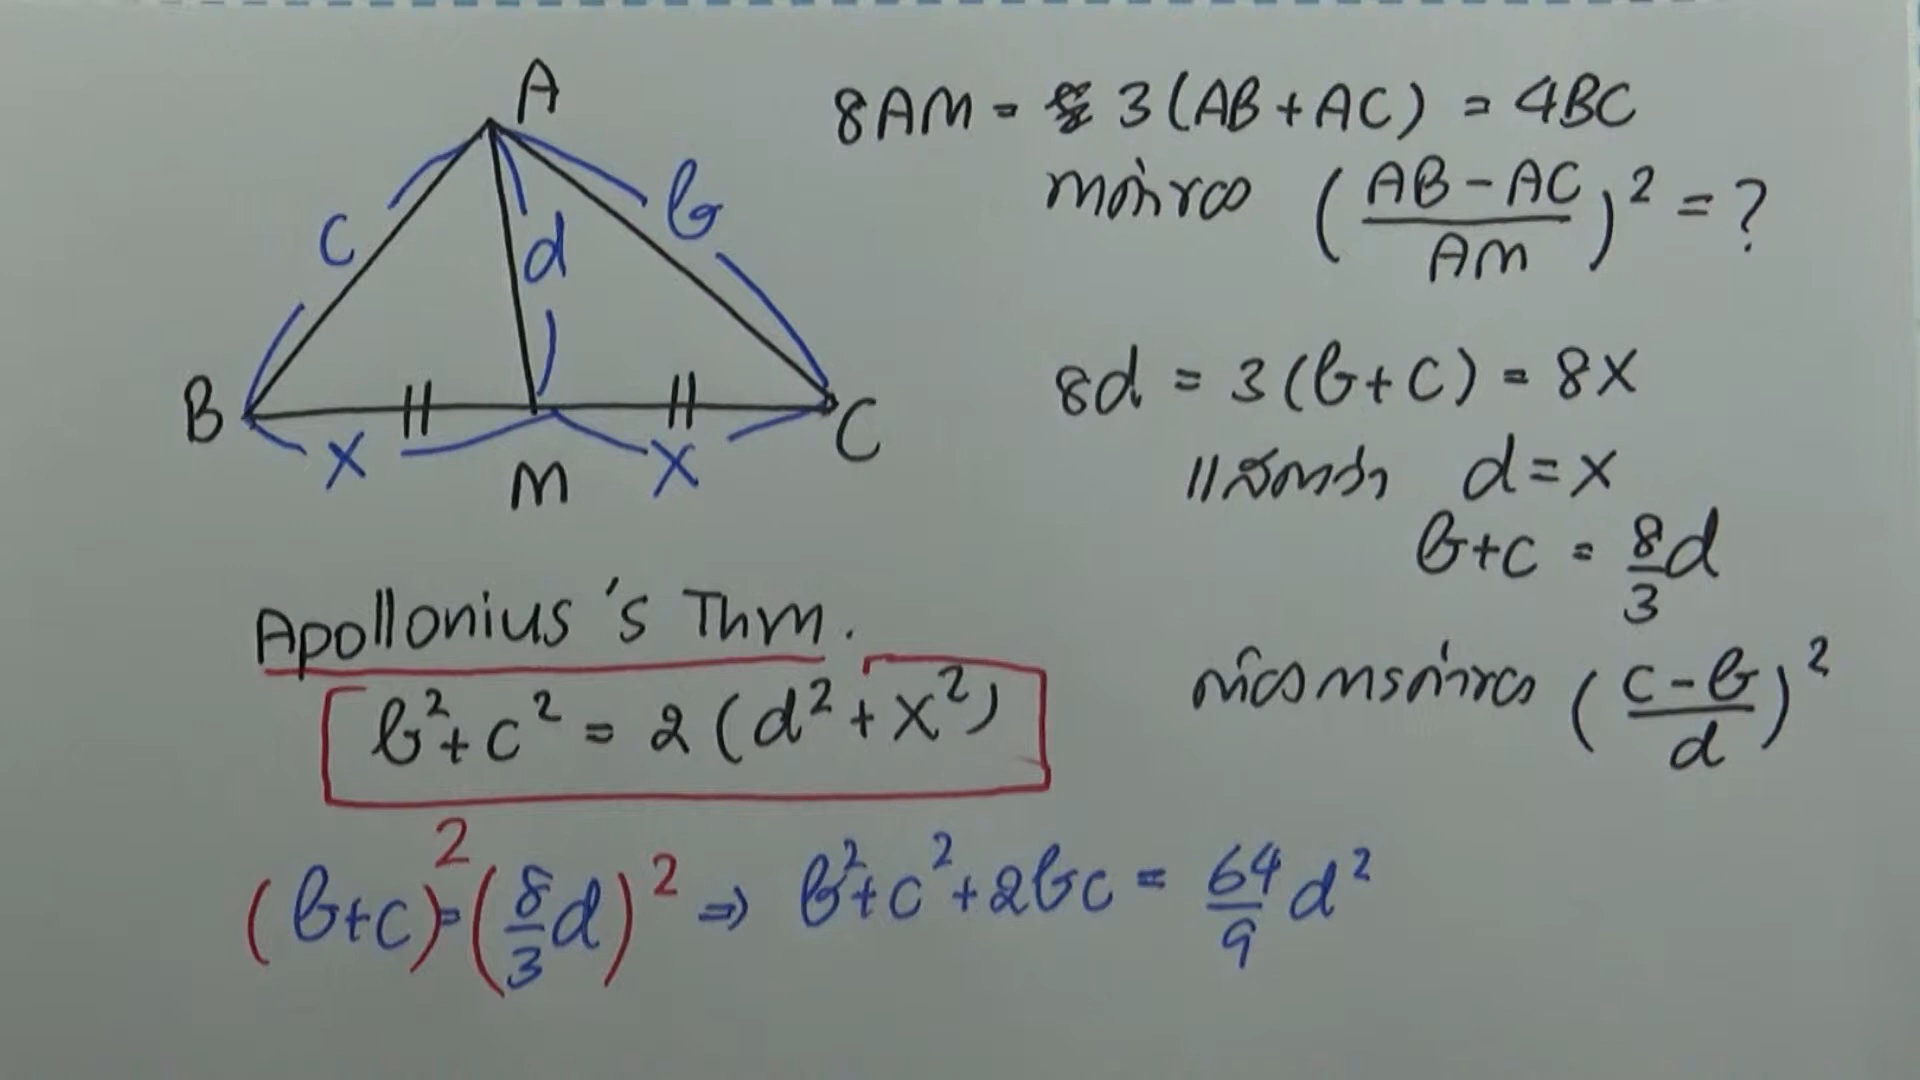 A
c
d
b
B
C
x
x
M
8AM = 3(AB + AC) = 4BC
หาค่าของ (AB - AC / AM)² = ?
8d = 3(b+c) = 8x
แสดงว่า d = x
b+c = 8/3 d
ต้องการค่าของ (c - b / d)²
Apollonius's Thm.
b² + c² = 2(d² + x²)
(b+c)² = (8/3 d)² ⇒ b² + c² + 2bc = 64/9 d²